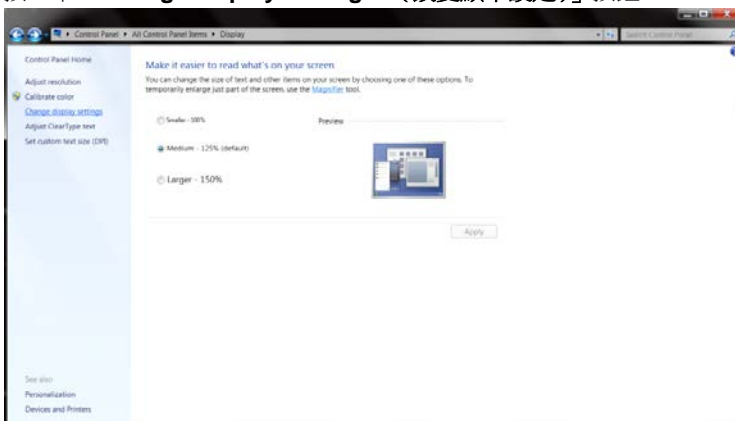 Change Display Settings
Control Panel ▸ All Control Panel Items ▸ Display
Search Control Panel
Control Panel Home
Adjust resolution
Calibrate color
Change display settings
Adjust ClearType text
Set custom text size (DPI)
Make it easier to read what's on your screen
You can change the size of text and other items on your screen by choosing one of these options. To
temporarily enlarge just part of the screen, use the Magnifier tool.
Smaller - 100%
Preview
Medium - 125% (default)
Larger - 150%
Apply
See also
Personalization
Devices and Printers